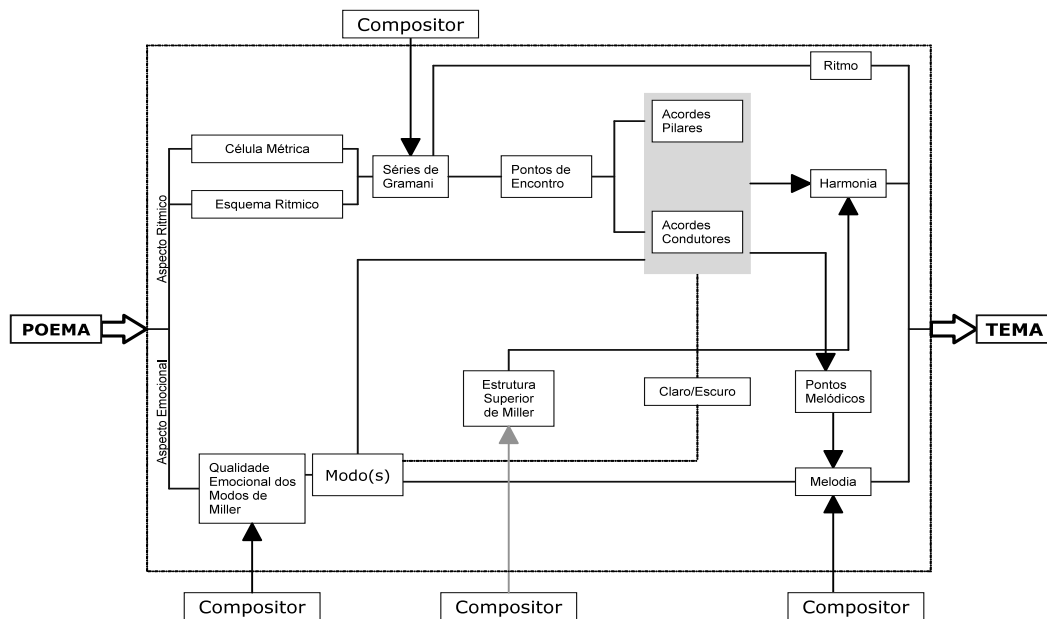 Compositor
Ritmo
Acordes
Pilares
Célula Métrica
Séries de
Gramani
Pontos de
Encontro
Harmonia
Esquema Ritmico
Acordes
Condutores
Aspecto Ritmico
POEMA
TEMA
Aspecto Emocional
Estrutura
Superior
de Miller
Claro/Escuro
Pontos
Melódicos
Qualidade
Emocional dos
Modos de
Miller
Modo(s)
Melodia
Compositor
Compositor
Compositor